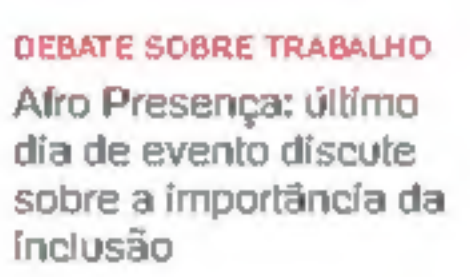 DEBATE SOBRE TRABALHO
Afro Presença: último
dia de evento discute
sobre a importância da
inclusão